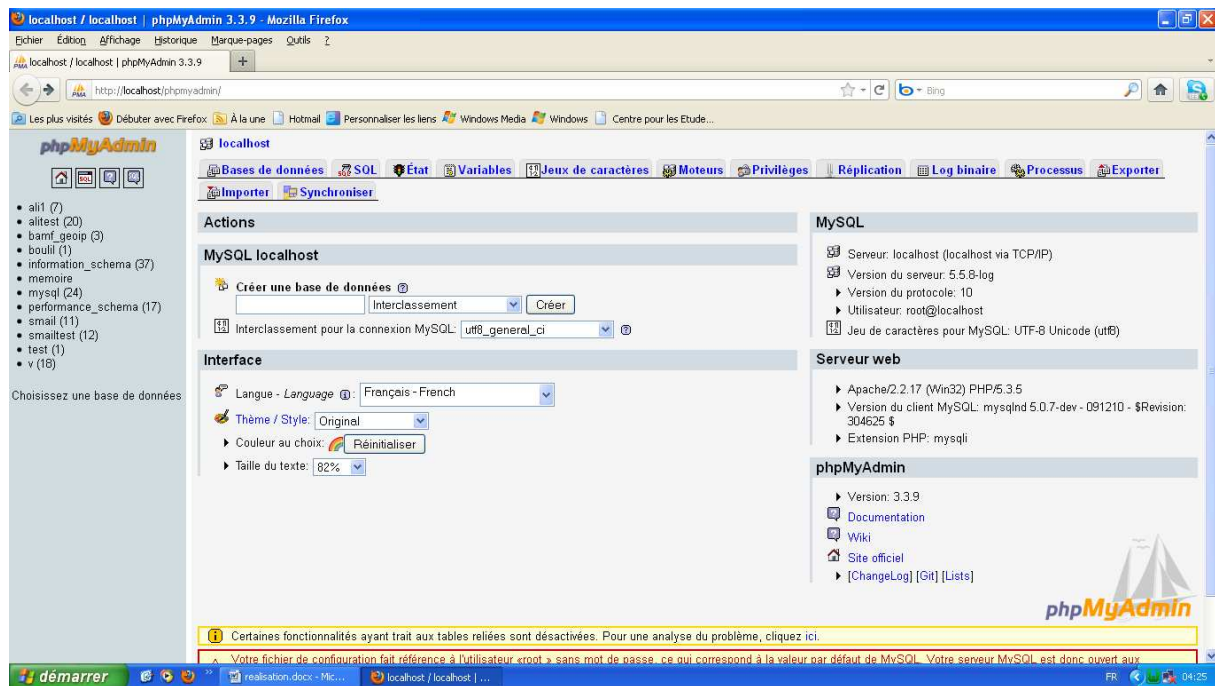 localhost / localhost | phpMyAdmin 3.3.9 - Mozilla Firefox
Fichier Édition Affichage Historique Marque-pages Outils ?
localhost / localhost | phpMyAdmin 3.3.9 +
http://localhost/phpmyadmin/
Bing
Les plus visités Débuter avec Firefox À la une Hotmail Personnaliser les liens Windows Media Windows Centre pour les Etude...
phpMyAdmin
SQL
• ali1 (7)
• alitest (20)
• bamf_geoip (3)
• boulil (1)
• information_schema (37)
• memoire
• mysql (24)
• performance_schema (17)
• smail (11)
• smailtest (12)
• test (1)
• v (18)
Choisissez une base de données
localhost
Bases de données SQL État Variables Jeux de caractères Moteurs Privilèges Réplication Log binaire Processus Exporter
Importer Synchroniser
Actions
MySQL localhost
Créer une base de données
Interclassement Créer
Interclassement pour la connexion MySQL: utf8_general_ci
Interface
Langue - Language : Français - French
Thème / Style: Original
Couleur au choix: Réinitialiser
Taille du texte: 82%
MySQL
Serveur: localhost (localhost via TCP/IP)
Version du serveur: 5.5.8-log
Version du protocole: 10
Utilisateur: root@localhost
Jeu de caractères pour MySQL: UTF-8 Unicode (utf8)
Serveur web
Apache/2.2.17 (Win32) PHP/5.3.5
Version du client MySQL: mysqlnd 5.0.7-dev - 091210 - $Revision:
304625 $
Extension PHP: mysqli
phpMyAdmin
Version: 3.3.9
Documentation
Wiki
Site officiel
[ChangeLog] [Git] [Lists]
phpMyAdmin
Certaines fonctionnalités ayant trait aux tables reliées sont désactivées. Pour une analyse du problème, cliquez ici.
Votre fichier de configuration fait référence à l'utilisateur «root » sans mot de passe, ce qui correspond à la valeur par défaut de MySQL. Votre serveur MySQL est donc ouvert aux
démarrer realisation.docx - Mic... localhost / localhost | ... FR 04:25